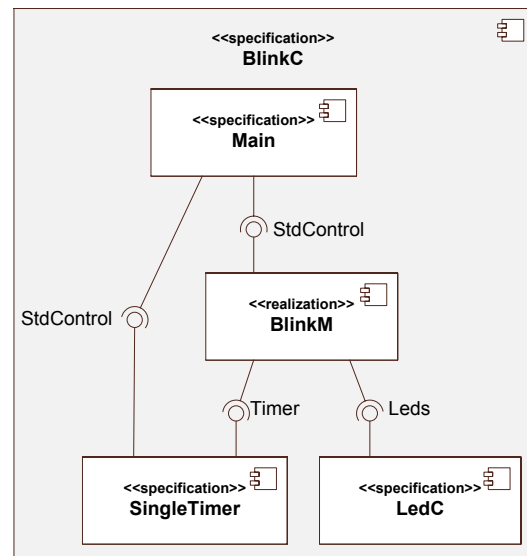 <<specification>>
BlinkC
<<specification>>
Main
StdControl
<<realization>>
BlinkM
StdControl
Timer
Leds
<<specification>>
SingleTimer
<<specification>>
LedC